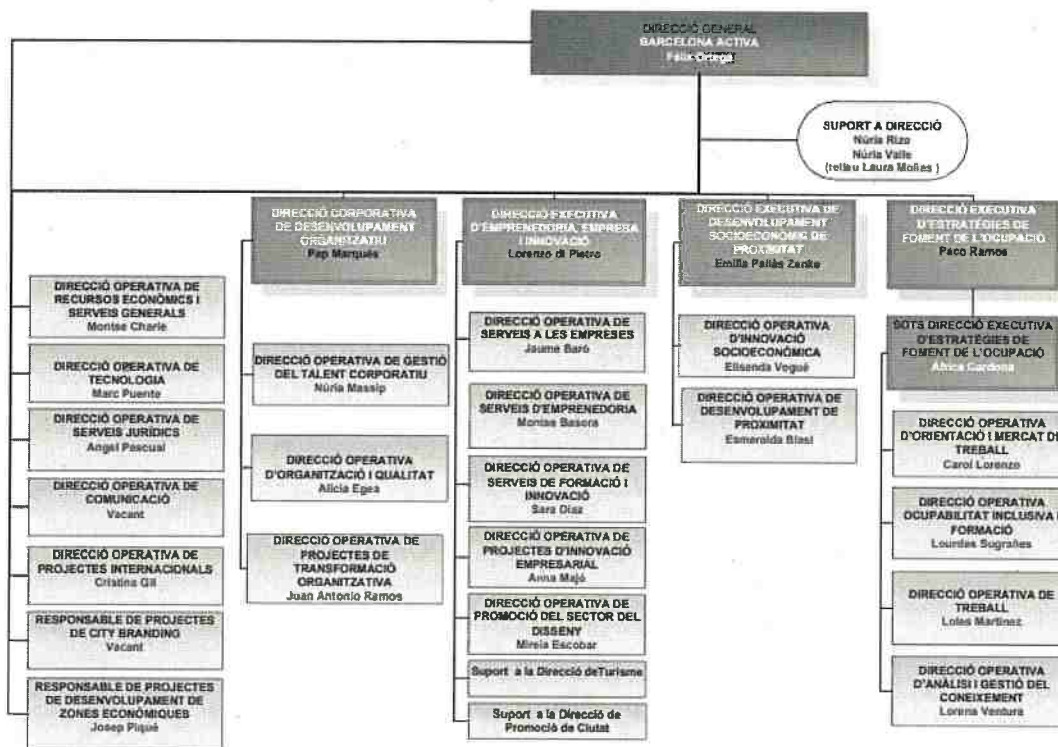 DIRECCIÓ GENERAL
BARCELONA ACTIVA
Fèlix Ortega
SUPORT A DIRECCIÓ
Núria Rizo
Núria Valle
(relleu Laura Molias )
DIRECCIÓ CORPORATIVA
DE DESENVOLUPAMENT
ORGANITZATIU
Pep Marquès
DIRECCIÓ EXECUTIVA
D'EMPRENEDORIA, EMPRESA
I INNOVACIÓ
Lorenzo di Pietro
DIRECCIÓ EXECUTIVA DE
DESENVOLUPAMENT
SOCIOECONOMIC DE
PROXIMITAT
Emilia Pallàs Zenke
DIRECCIÓ EXECUTIVA
D'ESTRATÈGIES DE
FOMENT DE L'OCUPACIÓ
Paco Ramos
DIRECCIÓ OPERATIVA DE
RECURSOS ECONÒMICS I
SERVEIS GENERALS
Montse Charle
DIRECCIÓ OPERATIVA DE
TECNOLOGIA
Marc Puente
DIRECCIÓ OPERATIVA DE
SERVEIS JURÍDICS
Angel Pascual
DIRECCIÓ OPERATIVA DE
COMUNICACIÓ
Vacant
DIRECCIÓ OPERATIVA DE
PROJECTES INTERNACIONALS
Cristina Gil
RESPONSABLE DE PROJECTES
DE CITY BRANDING
Vacant
RESPONSABLE DE PROJECTES
DE DESENVOLUPAMENT DE
ZONES ECONÒMIQUES
Josep Piqué
DIRECCIÓ OPERATIVA DE GESTIÓ
DEL TALENT CORPORATIU
Núria Massip
DIRECCIÓ OPERATIVA
D'ORGANITZACIÓ I QUALITAT
Alicia Egea
DIRECCIO OPERATIVA DE
PROJECTES DE
TRANSFORMACIÓ
ORGANITZATIVA
Juan Antonio Ramos
DIRECCIÓ OPERATIVA DE
SERVEIS A LES EMPRESES
Jaume Baró
DIRECCIÓ OPERATIVA
DE SERVEIS D'EMPRENEDORIA
Montse Basora
DIRECCIÓ OPERATIVA DE
SERVEIS DE FORMACIÓ I
INNOVACIÓ
Sara Diaz
DIRECCIÓ OPERATIVA
DE PROJECTES D'INNOVACIÓ
EMPRESARIAL
Anna Majó
DIRECCIÓ OPERATIVA DE
PROMOCIÓ DEL SECTOR DEL
DISSENY
Mireia Escobar
Suport a la Direcció deTurisme
Suport a la Direcció de
Promoció de Ciutat
DIRECCIÓ OPERATIVA
D'INNOVACIÓ
SOCIOECONÒMICA
Elisenda Vegué
DIRECCIÓ OPERATIVA DE
DESENVOLUPAMENT DE
PROXIMITAT
Esmeralda Blasi
SOTS DIRECCIÓ EXECUTIVA
D'ESTRATÈGIES DE
FOMENT DE L'OCUPACIÓ
Africa Cardona
DIRECCIÓ OPERATIVA
D'ORIENTACIÓ I MERCAT DE
TREBALL
Carol Lorenzo
DIRECCIÓ OPERATIVA
OCUPABILITAT INCLUSIVA I
FORMACIÓ
Lourdes Sugrañes
DIRECCIÓ OPERATIVA DE
TREBALL
Loles Martinez
DIRECCIÓ OPERATIVA
D'ANÀLISI I GESTIÓ DEL
CONEIXEMENT
Lorena Ventura